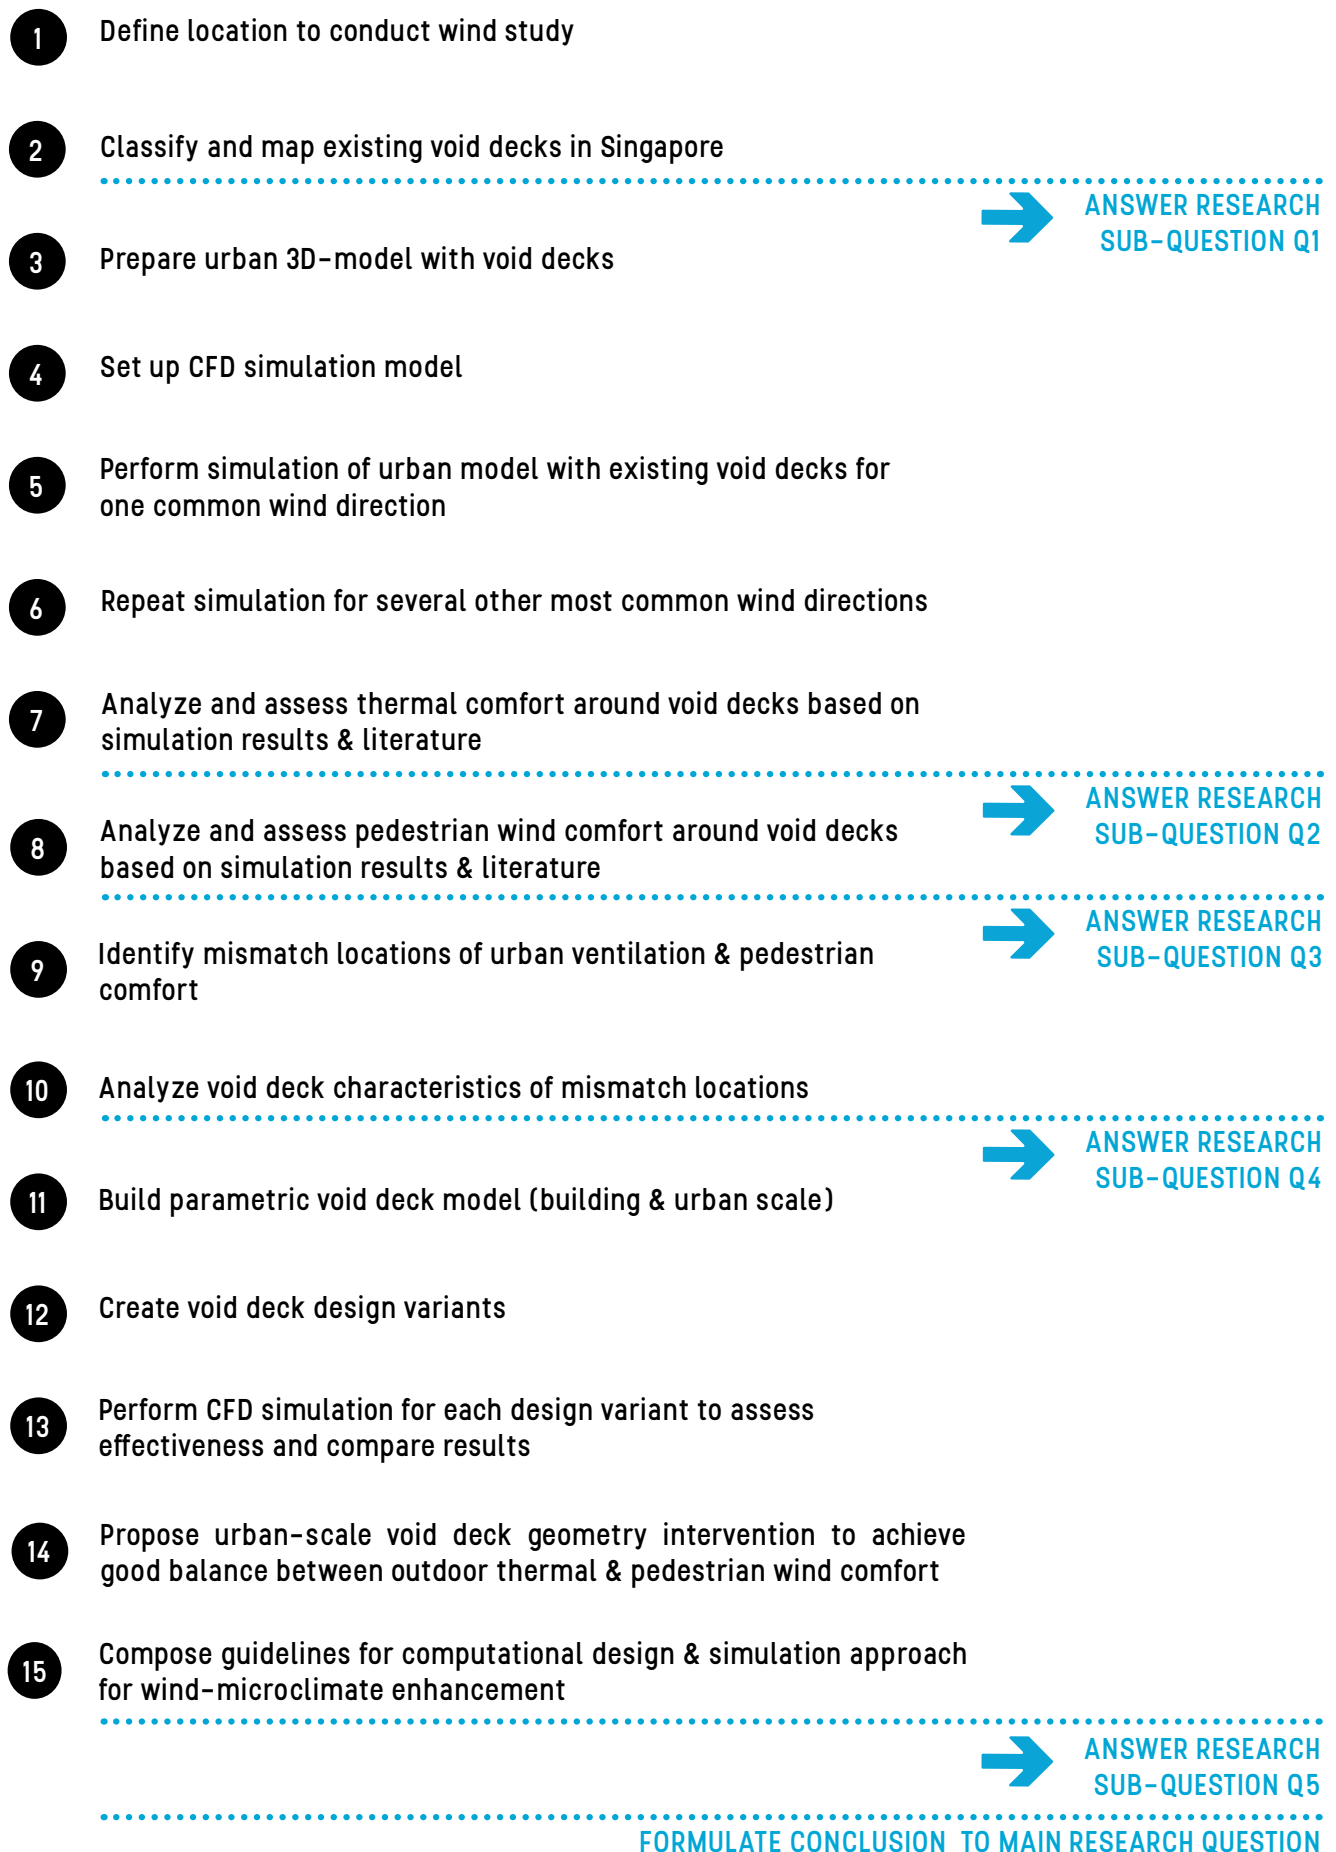 1 Define location to conduct wind study
2 Classify and map existing void decks in Singapore
ANSWER RESEARCH
SUB-QUESTION Q1
3 Prepare urban 3D-model with void decks
4 Set up CFD simulation model
5 Perform simulation of urban model with existing void decks for
one common wind direction
6 Repeat simulation for several other most common wind directions
7 Analyze and assess thermal comfort around void decks based on
simulation results & literature
ANSWER RESEARCH
SUB-QUESTION Q2
8 Analyze and assess pedestrian wind comfort around void decks
based on simulation results & literature
ANSWER RESEARCH
SUB-QUESTION Q3
9 Identify mismatch locations of urban ventilation & pedestrian
comfort
10 Analyze void deck characteristics of mismatch locations
ANSWER RESEARCH
SUB-QUESTION Q4
11 Build parametric void deck model (building & urban scale)
12 Create void deck design variants
13 Perform CFD simulation for each design variant to assess
effectiveness and compare results
14 Propose urban-scale void deck geometry intervention to achieve
good balance between outdoor thermal & pedestrian wind comfort
15 Compose guidelines for computational design & simulation approach
for wind-microclimate enhancement
ANSWER RESEARCH
SUB-QUESTION Q5
FORMULATE CONCLUSION TO MAIN RESEARCH QUESTION